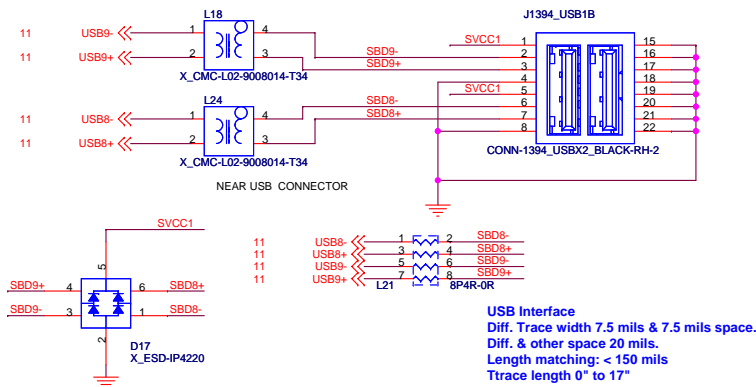 L18
J1394_USB1B
11 USB9- 1 4 SVCC1 1 15
SBD9- 2 16
11 USB9+ 2 3 SBD9+ 3 17
X_CMC-L02-9008014-T34
4 18
L24
SVCC1 5 19
SBD8- 6 20
11 USB8- 1 4 SBD8+ 7 21
11 USB8+ 2 3 8 22
X_CMC-L02-9008014-T34
CONN-1394_USBX2_BLACK-RH-2
NEAR USB CONNECTOR
SVCC1
5
SBD9+ 4 6 SBD8+
SBD9- 3 1 SBD8-
2
D17
X_ESD-IP4220
11 USB8- 1 2 SBD8-
11 USB8+ 3 4 SBD8+
11 USB9- 5 6 SBD9-
11 USB9+ 7 8 SBD9+
L21 8P4R-0R
USB Interface
Diff. Trace width 7.5 mils & 7.5 mils space.
Diff. & other space 20 mils.
Length matching: < 150 mils
Ttrace length 0" to 17"